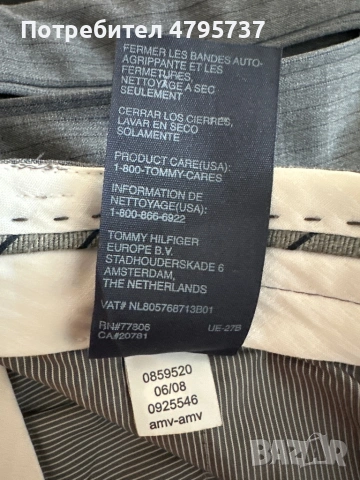 Потребител 4795737
FERMER LES BANDES AUTO-
AGRIPPANTE ET LES
FERMETURES,
NETTOYAGE A SEC
SEULEMENT
CERRAR LOS CIERRES,
LAVAR EN SECO
SOLAMENTE
PRODUCT CARE(USA):
1-800-TOMMY-CARES
INFORMATION DE
NETTOYAGE(USA):
1-800-866-6922
TOMMY HILFIGER
EUROPE B.V.
STADHOUDERSKADE 6
AMSTERDAM,
THE NETHERLANDS
VAT# NL805768713B01
RN#77806 UE-27B
CA#20781
0859520
06/08
0925546
amv-amv
BAZAR